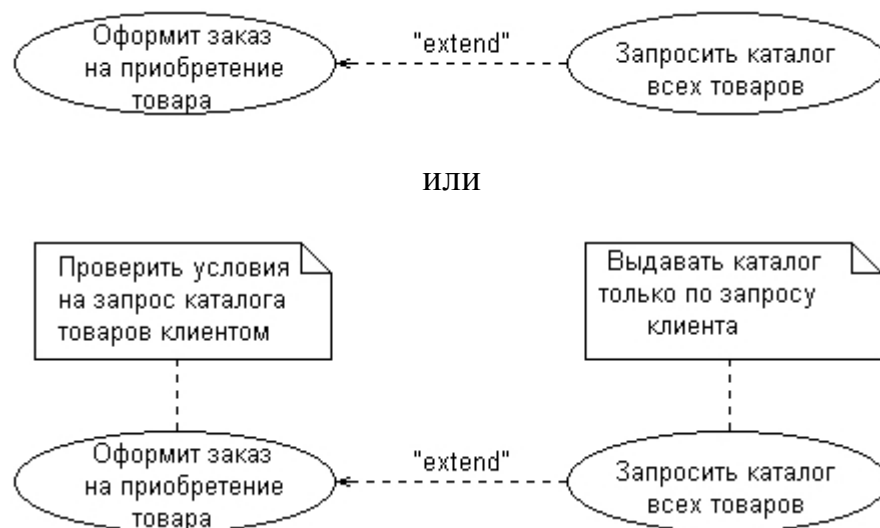 Оформит заказ
на приобретение
товара
"extend"
Запросить каталог
всех товаров
или
Проверить условия
на запрос каталога
товаров клиентом
Выдавать каталог
только по запросу
клиента
Оформит заказ
на приобретение
товара
"extend"
Запросить каталог
всех товаров